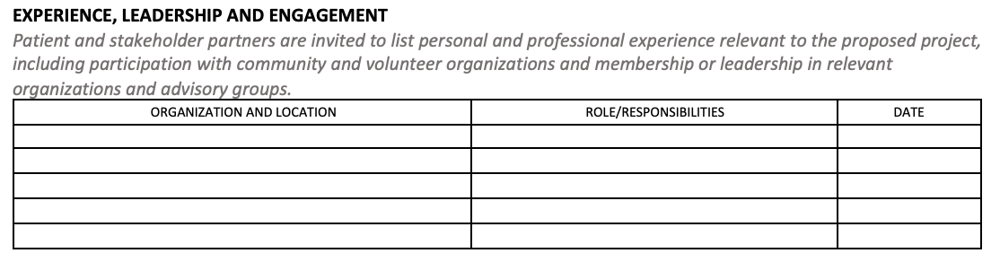 EXPERIENCE, LEADERSHIP AND ENGAGEMENT
Patient and stakeholder partners are invited to list personal and professional experience relevant to the proposed project,
including participation with community and volunteer organizations and membership or leadership in relevant
organizations and advisory groups.
ORGANIZATION AND LOCATION ROLE/RESPONSIBILITIES DATE